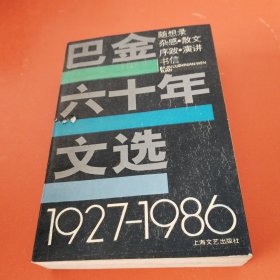 巴金
六十年
文选
随想录
杂感·散文
序跋·演讲
书信
1927-1986
上海文艺出版社